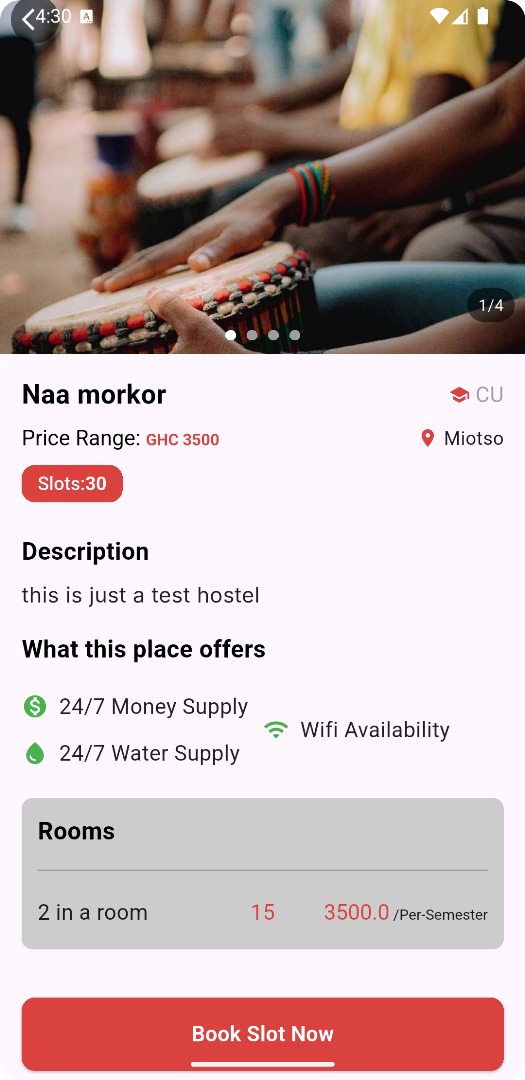 4:30 A
1/4
Naa morkor CU
Price Range: GHC 3500 Miotso
Slots:30
Description
this is just a test hostel
What this place offers
24/7 Money Supply
Wifi Availability
24/7 Water Supply
Rooms
2 in a room 15 3500.0 /Per-Semester
Book Slot Now